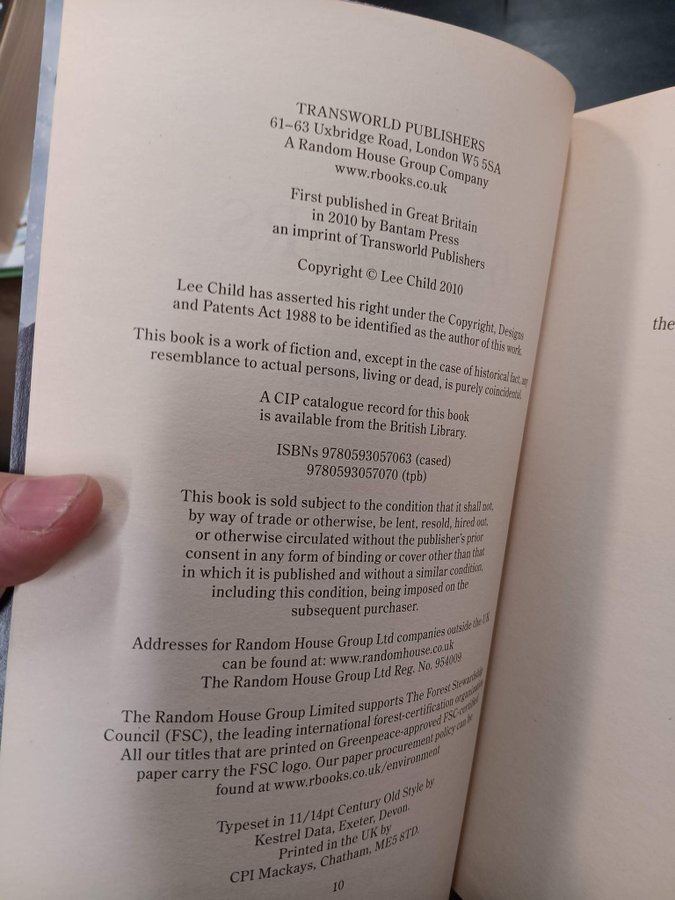 TRANSWORLD PUBLISHERS
61–63 Uxbridge Road, London W5 5SA
A Random House Group Company
www.rbooks.co.uk
First published in Great Britain
in 2010 by Bantam Press
an imprint of Transworld Publishers
Copyright © Lee Child 2010
Lee Child has asserted his right under the Copyright, Designs
and Patents Act 1988 to be identified as the author of this work.
This book is a work of fiction and, except in the case of historical fact, any
resemblance to actual persons, living or dead, is purely coincidental.
A CIP catalogue record for this book
is available from the British Library.
ISBNs 9780593057063 (cased)
9780593057070 (tpb)
This book is sold subject to the condition that it shall not,
by way of trade or otherwise, be lent, resold, hired out,
or otherwise circulated without the publisher's prior
consent in any form of binding or cover other than that
in which it is published and without a similar condition,
including this condition, being imposed on the
subsequent purchaser.
Addresses for Random House Group Ltd companies outside the UK
can be found at: www.randomhouse.co.uk
The Random House Group Ltd Reg. No. 954009
The Random House Group Limited supports The Forest Stewardship
Council (FSC), the leading international forest-certification organization.
All our titles that are printed on Greenpeace-approved FSC-certified
paper carry the FSC logo. Our paper procurement policy can be
found at www.rbooks.co.uk/environment
Typeset in 11/14pt Century Old Style by
Kestrel Data, Exeter, Devon.
Printed in the UK by
CPI Mackays, Chatham, ME5 8TD.
10
the